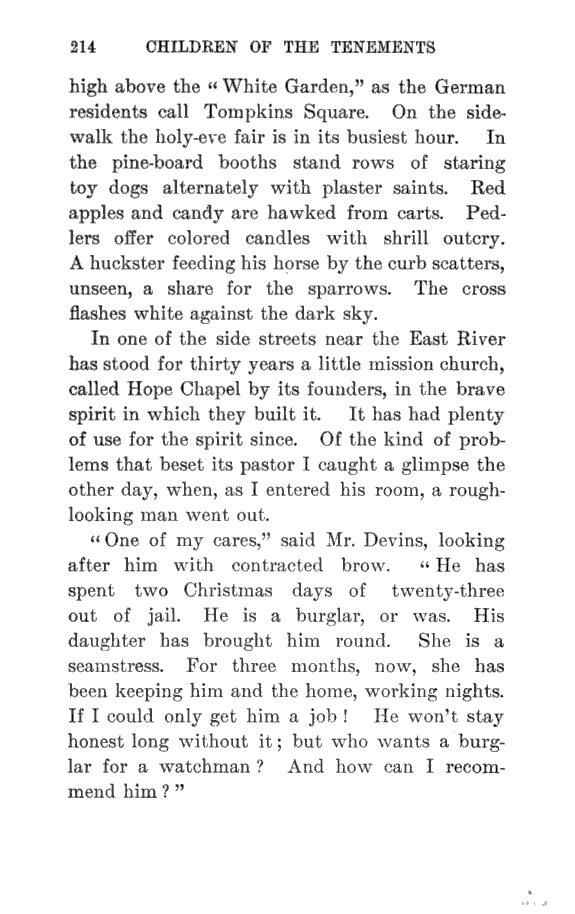 214 CHILDREN OF THE TENEMENTS
high above the “White Garden,” as the German
residents call Tompkins Square. On the side-
walk the holy-eve fair is in its busiest hour. In
the pine-board booths stand rows of staring
toy dogs alternately with plaster saints. Red
apples and candy are hawked from carts. Ped-
lers offer colored candles with shrill outcry.
A huckster feeding his horse by the curb scatters,
unseen, a share for the sparrows. The cross
flashes white against the dark sky.
In one of the side streets near the East River
has stood for thirty years a little mission church,
called Hope Chapel by its founders, in the brave
spirit in which they built it. It has had plenty
of use for the spirit since. Of the kind of prob-
lems that beset its pastor I caught a glimpse the
other day, when, as I entered his room, a rough-
looking man went out.
“One of my cares,” said Mr. Devins, looking
after him with contracted brow. “He has
spent two Christmas days of twenty-three
out of jail. He is a burglar, or was. His
daughter has brought him round. She is a
seamstress. For three months, now, she has
been keeping him and the home, working nights.
If I could only get him a job! He won’t stay
honest long without it; but who wants a burg-
lar for a watchman? And how can I recom-
mend him?”